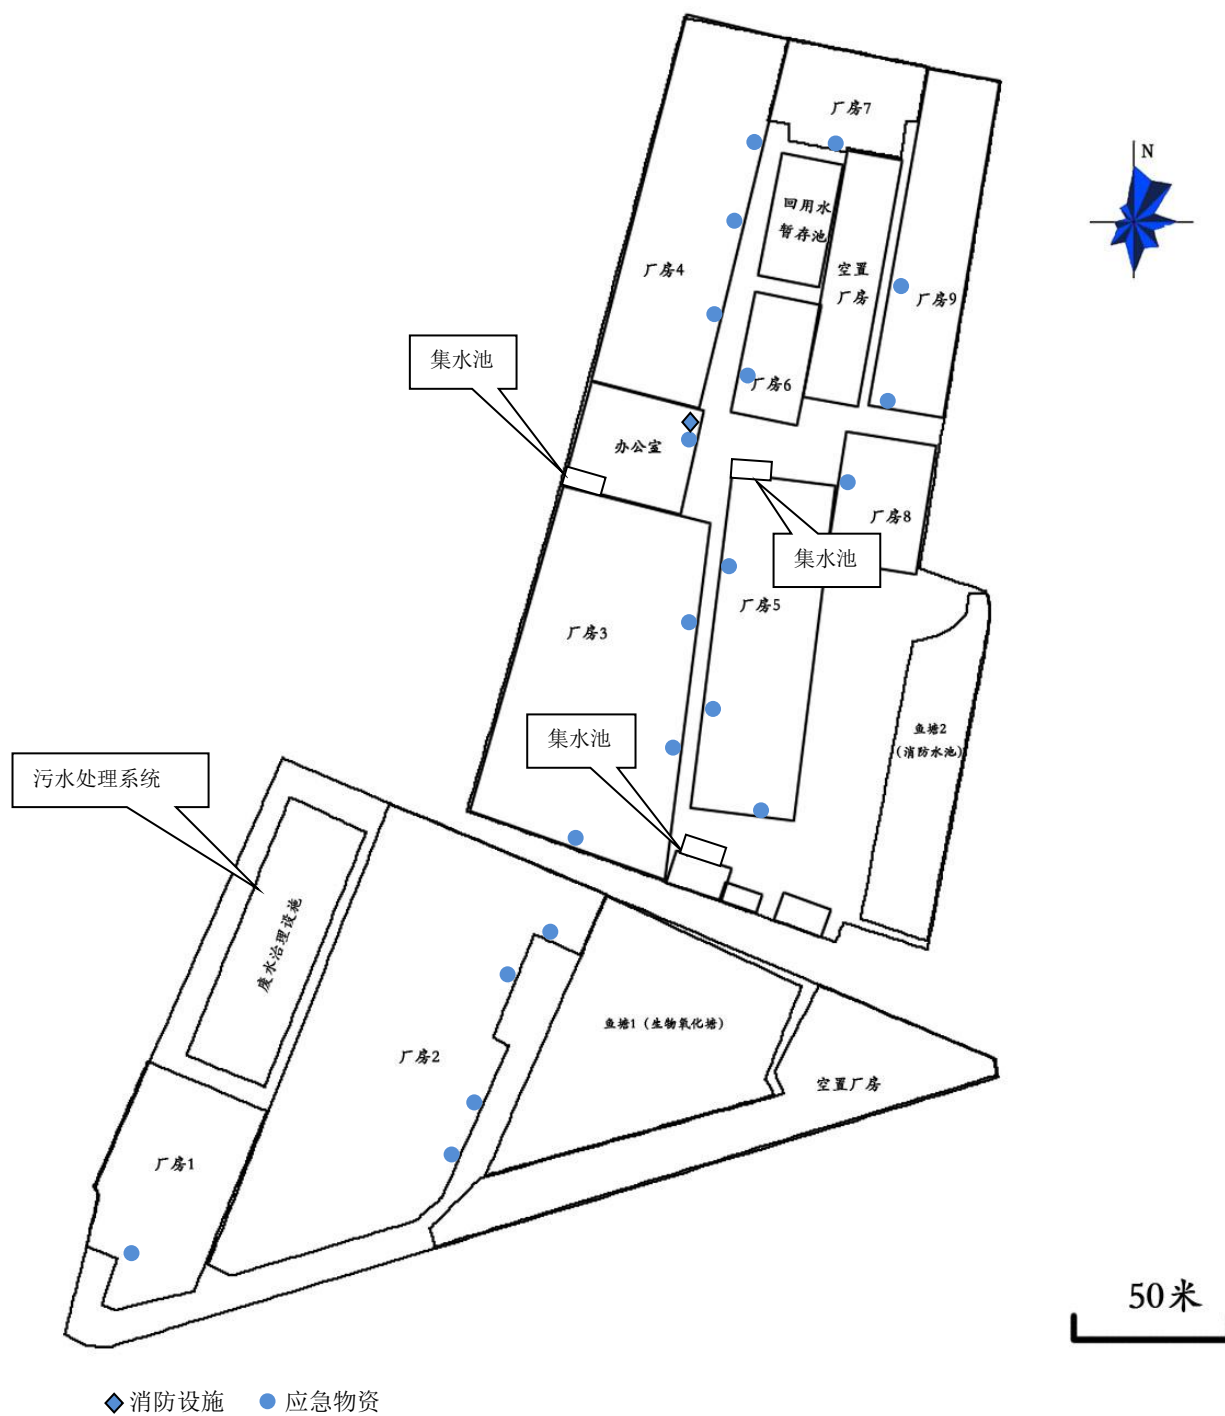 厂房7
N
回用水
暂存池
厂房4
空置
厂房
厂房9
集水池
厂房6
办公室
厂房8
集水池
厂房5
厂房3
鱼塘2
（消防水池）
集水池
污水处理系统
废水治理设施
鱼塘1（生物氧化塘）
厂房2
空置厂房
厂房1
50米
消防设施
应急物资